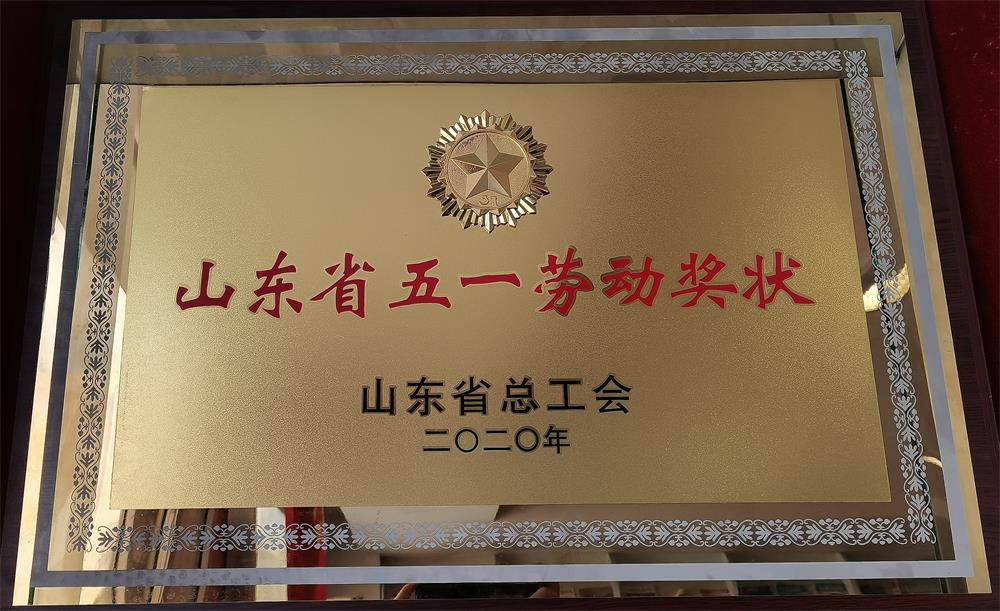 山东省五一劳动奖状
山东省总工会
二〇二〇年